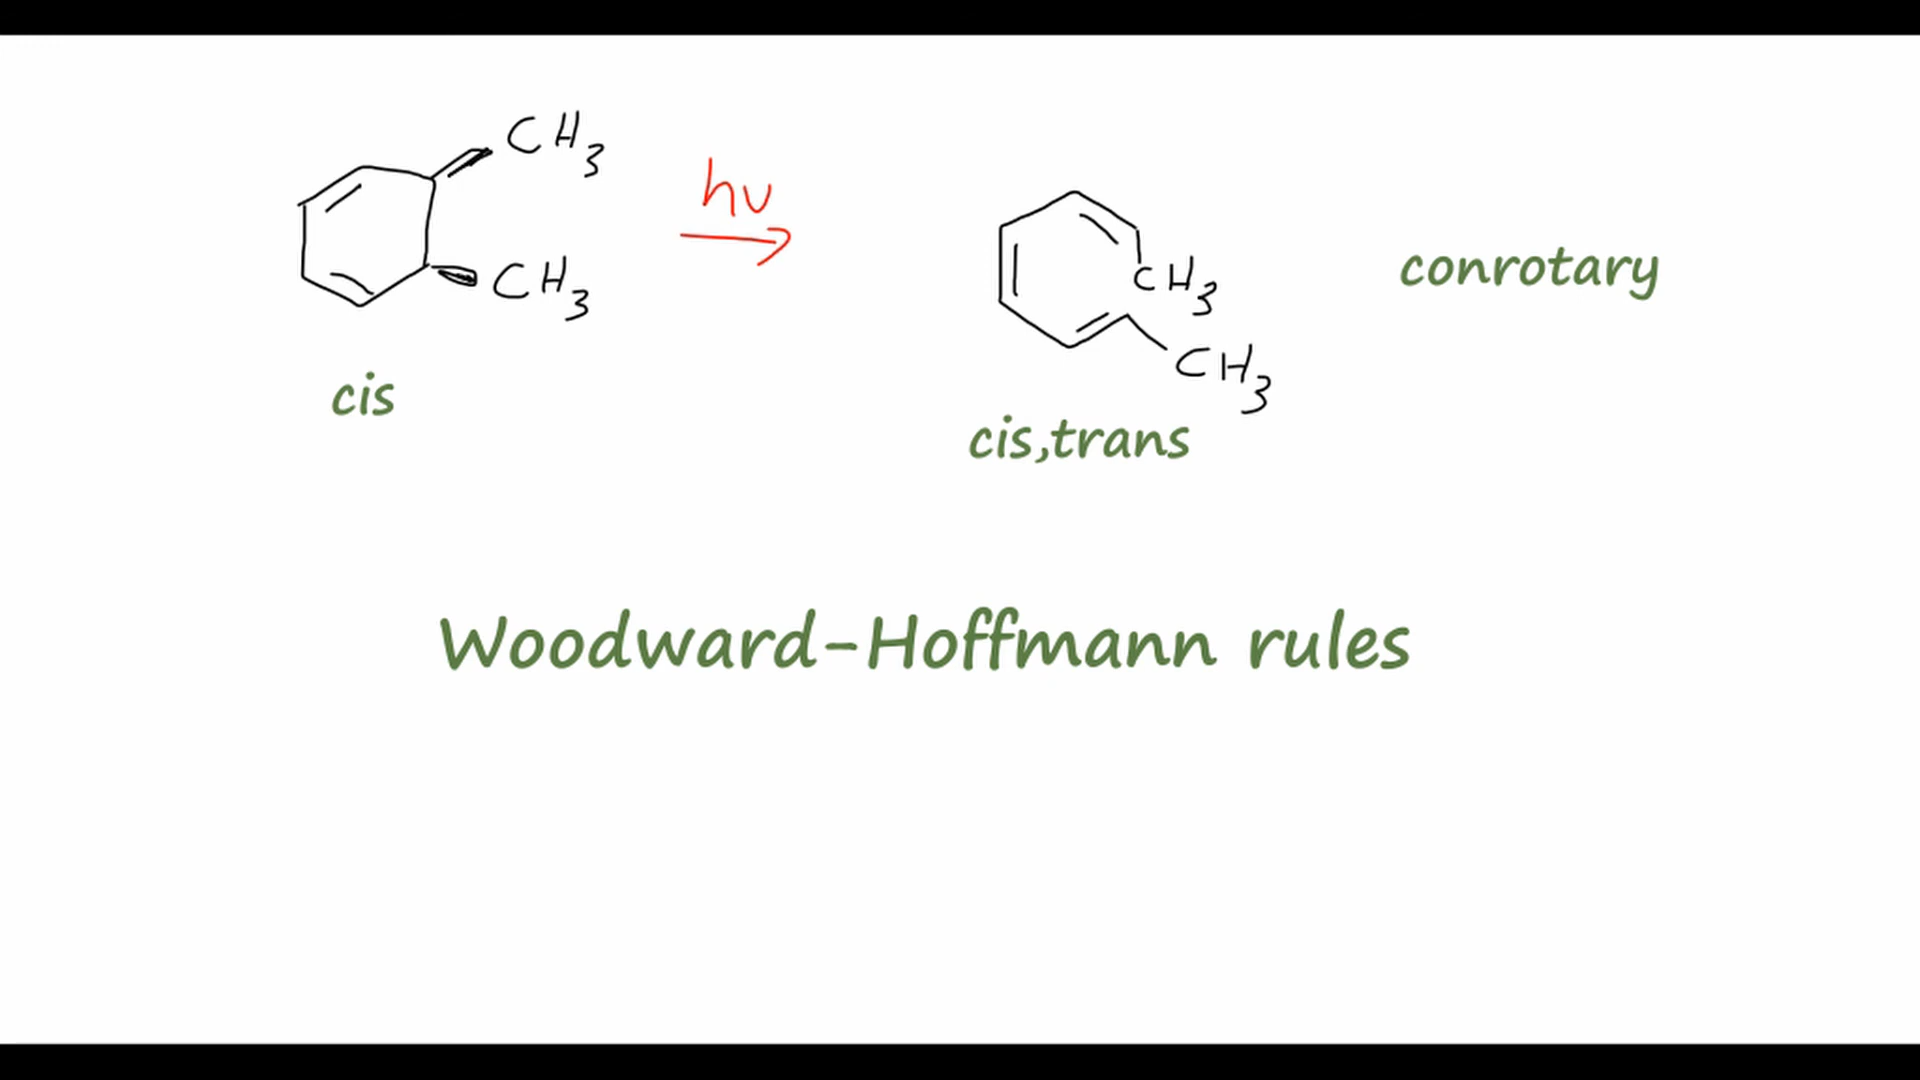 CH3
hν
CH3
CH3
CH3
conrotary
cis
cis,trans
Woodward-Hoffmann rules